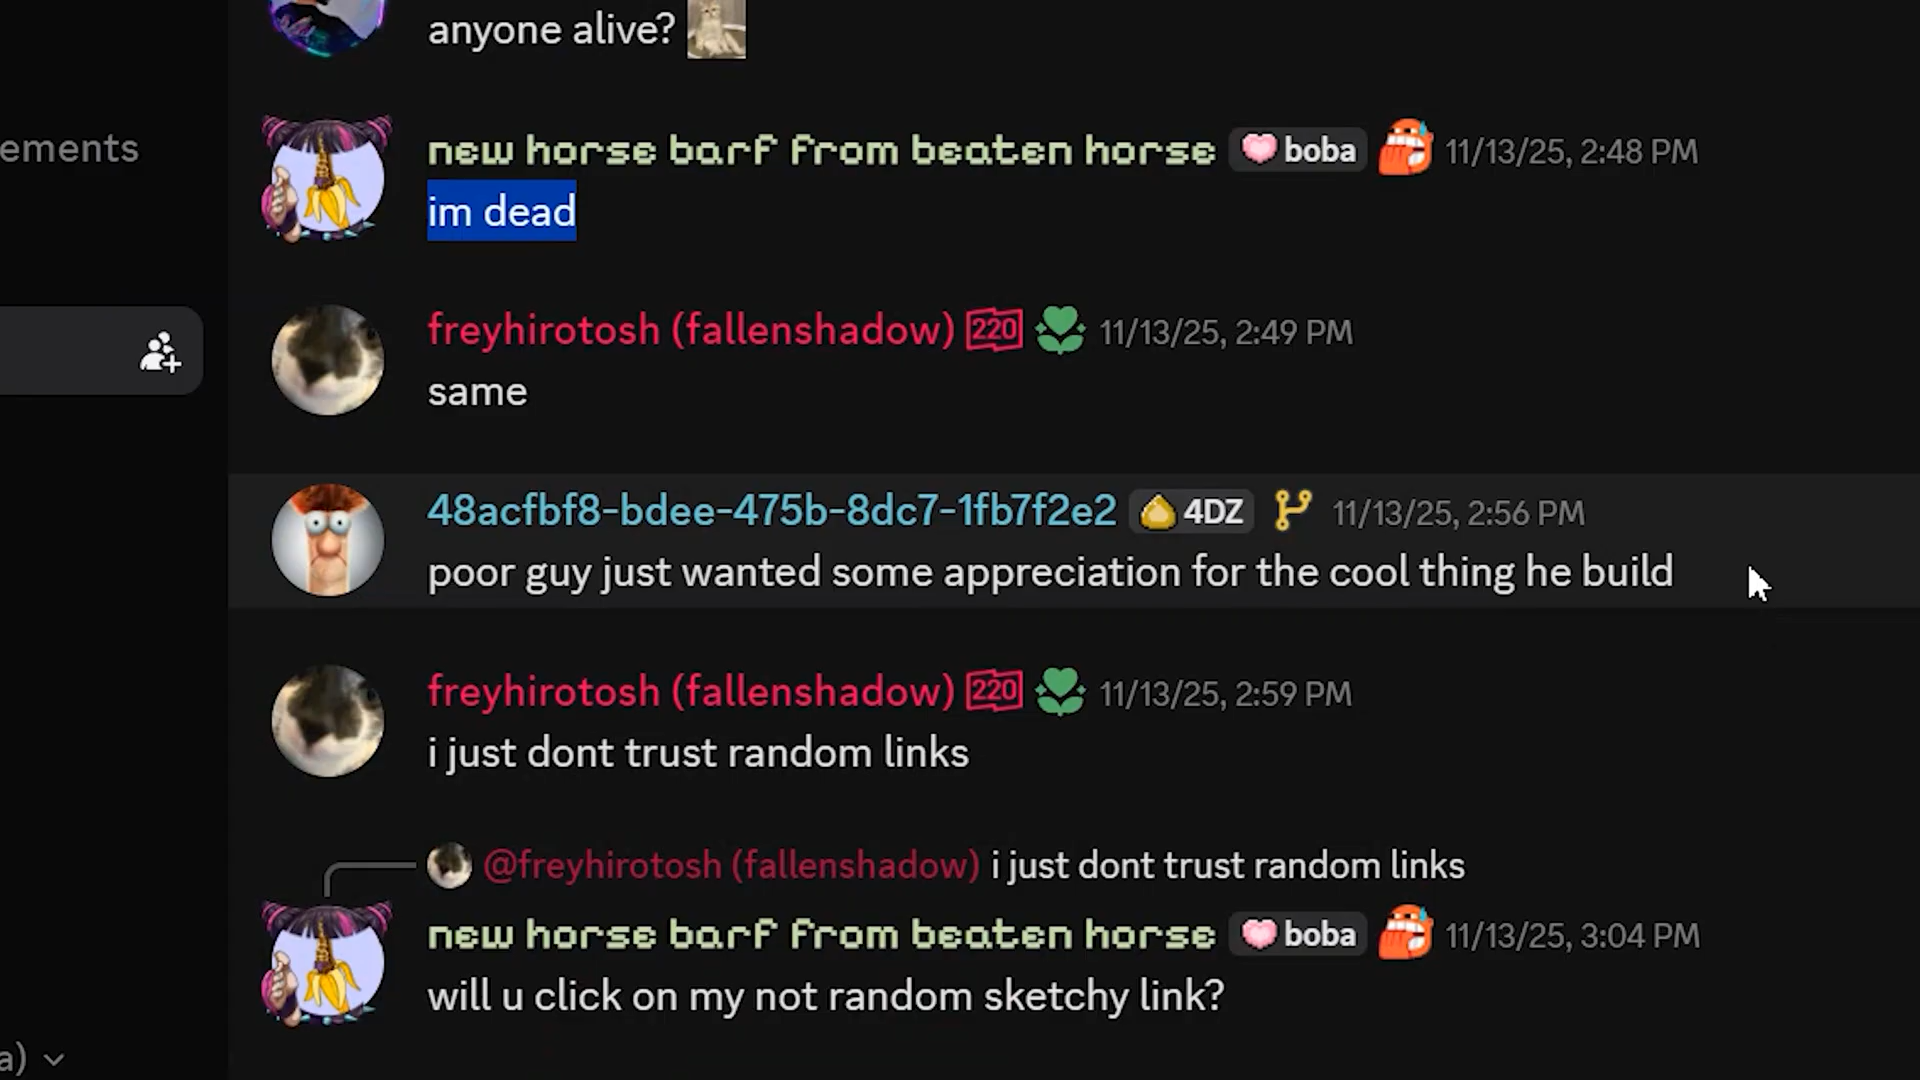 anyone alive?
ements
new horse barf from beaten horse boba 11/13/25, 2:48 PM
im dead
freyhirotosh (fallenshadow) 220 11/13/25, 2:49 PM
same
48acfbf8-bdee-475b-8dc7-1fb7f2e2 4DZ 11/13/25, 2:56 PM
poor guy just wanted some appreciation for the cool thing he build
freyhirotosh (fallenshadow) 220 11/13/25, 2:59 PM
i just dont trust random links
@freyhirotosh (fallenshadow) i just dont trust random links
new horse barf from beaten horse boba 11/13/25, 3:04 PM
will u click on my not random sketchy link?
a)